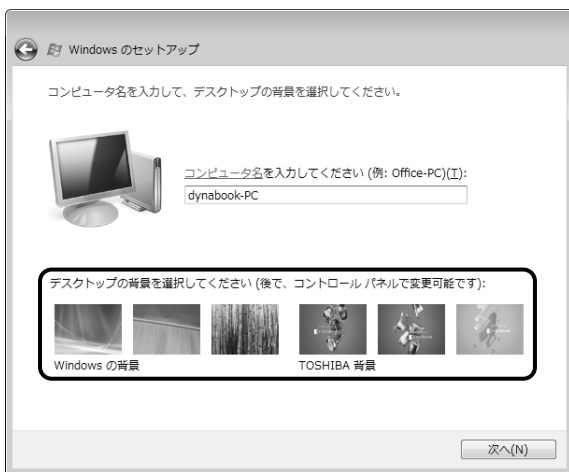 Windows のセットアップ
コンピュータ名を入力して、デスクトップの背景を選択してください。
コンピュータ名を入力してください (例: Office-PC)(T):
dynabook-PC
デスクトップの背景を選択してください (後で、コントロール パネルで変更可能です):
Windows の背景
TOSHIBA 背景
次へ(N)